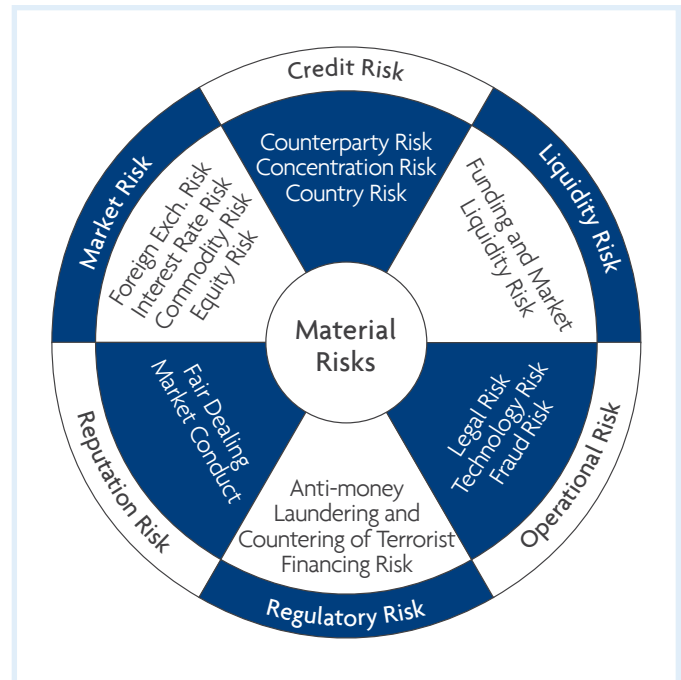 Credit Risk
Counterparty Risk
Concentration Risk
Country Risk
Liquidity Risk
Funding and Market
Liquidity Risk
Operational Risk
Legal Risk
Technology Risk
Fraud Risk
Regulatory Risk
Anti-money
Laundering and
Countering of Terrorist
Financing Risk
Reputation Risk
Fair Dealing
Market Conduct
Market Risk
Foreign Exch. Risk
Interest Rate Risk
Commodity Risk
Equity Risk
Material
Risks